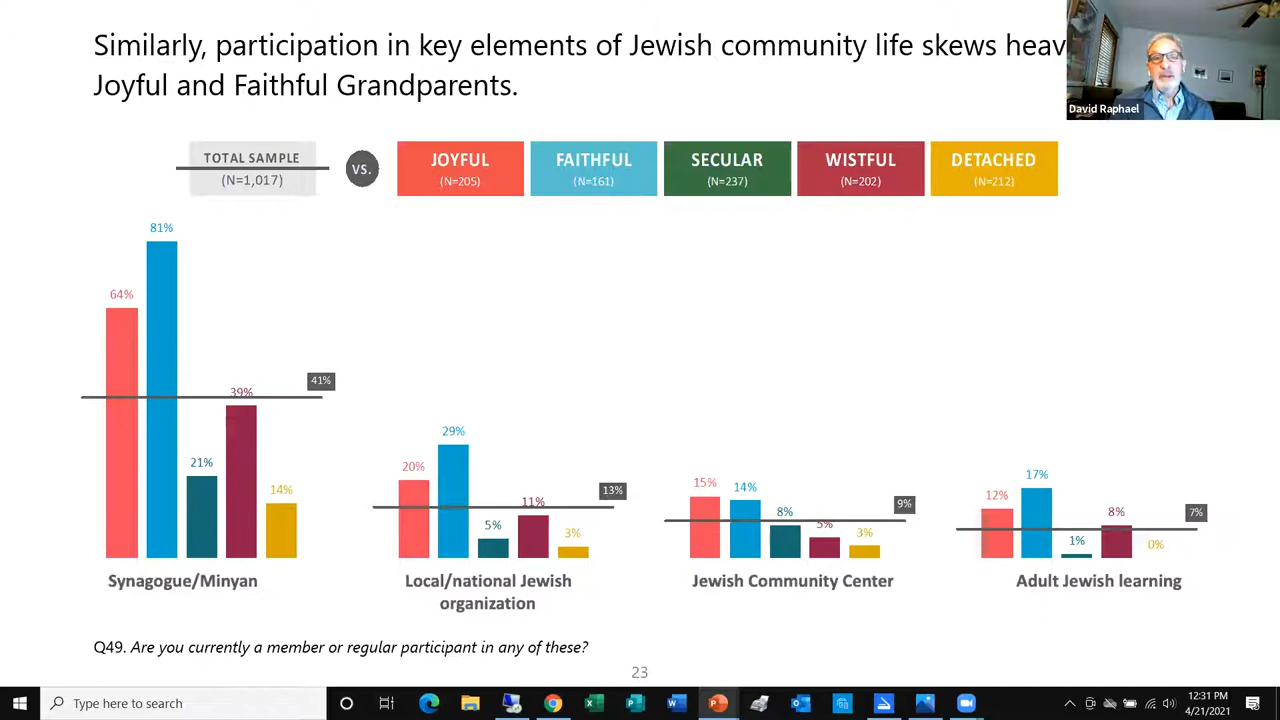 Similarly, participation in key elements of Jewish community life skews
Joyful and Faithful Grandparents.
David Raphael
TOTAL SAMPLE
(N=1,017)
VS.
JOYFUL
(N=205)
FAITHFUL
(N=161)
SECULAR
(N=237)
WISTFUL
(N=202)
DETACHED
(N=212)
64%
81%
21%
39%
14%
41%
Synagogue/Minyan
20%
29%
5%
11%
3%
13%
Local/national Jewish
organization
15%
14%
8%
5%
3%
9%
Jewish Community Center
12%
17%
1%
8%
0%
7%
Adult Jewish learning
Q49. Are you currently a member or regular participant in any of these?
23
Type here to search
12:31 PM
4/21/2021